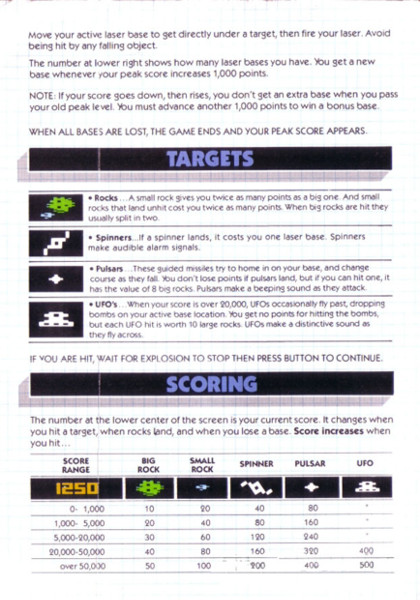 Move your active laser base to get directly under a target, then fire your laser. Avoid
being hit by any falling object.
The number at lower right shows how many laser bases you have. You get a new
base whenever your peak score increases 1,000 points.
NOTE: If your score goes down, then rises, you don't get an extra base when you pass
your old peak level. You must advance another 1,000 points to win a bonus base.
WHEN ALL BASES ARE LOST, THE GAME ENDS AND YOUR PEAK SCORE APPEARS.
TARGETS
• Rocks...A small rock gives you twice as many points as a big one. And small
rocks that land unhit cost you twice as many points. When big rocks are hit they
usually split in two.
• Spinners...If a spinner lands, it costs you one laser base. Spinners
make audible alarm signals.
• Pulsars...These guided missiles try to home in on your base, and change
course as they fall. You don't lose points if pulsars land, but if you can hit one, it
has the value of 8 big rocks. Pulsars make a beeping sound as they attack.
• UFO's...When your score is over 20,000, UFOs occasionally fly past, dropping
bombs on your active base location. You get no points for hitting the bombs,
but each UFO hit is worth 10 large rocks. UFOs make a distinctive sound as
they fly across.
IF YOU ARE HIT, WAIT FOR EXPLOSION TO STOP THEN PRESS BUTTON TO CONTINUE.
SCORING
The number at the lower center of the screen is your current score. It changes when
you hit a target, when rocks land, and when you lose a base. Score increases when
you hit...
SCORE RANGE BIG ROCK SMALL ROCK SPINNER PULSAR UFO
1250
0- 1,000 10 20 40 80 *
1,000- 5,000 20 40 80 160 *
5,000-20,000 30 60 120 240 *
20,000-50,000 40 80 160 320 400
over 50,000 50 100 200 400 500